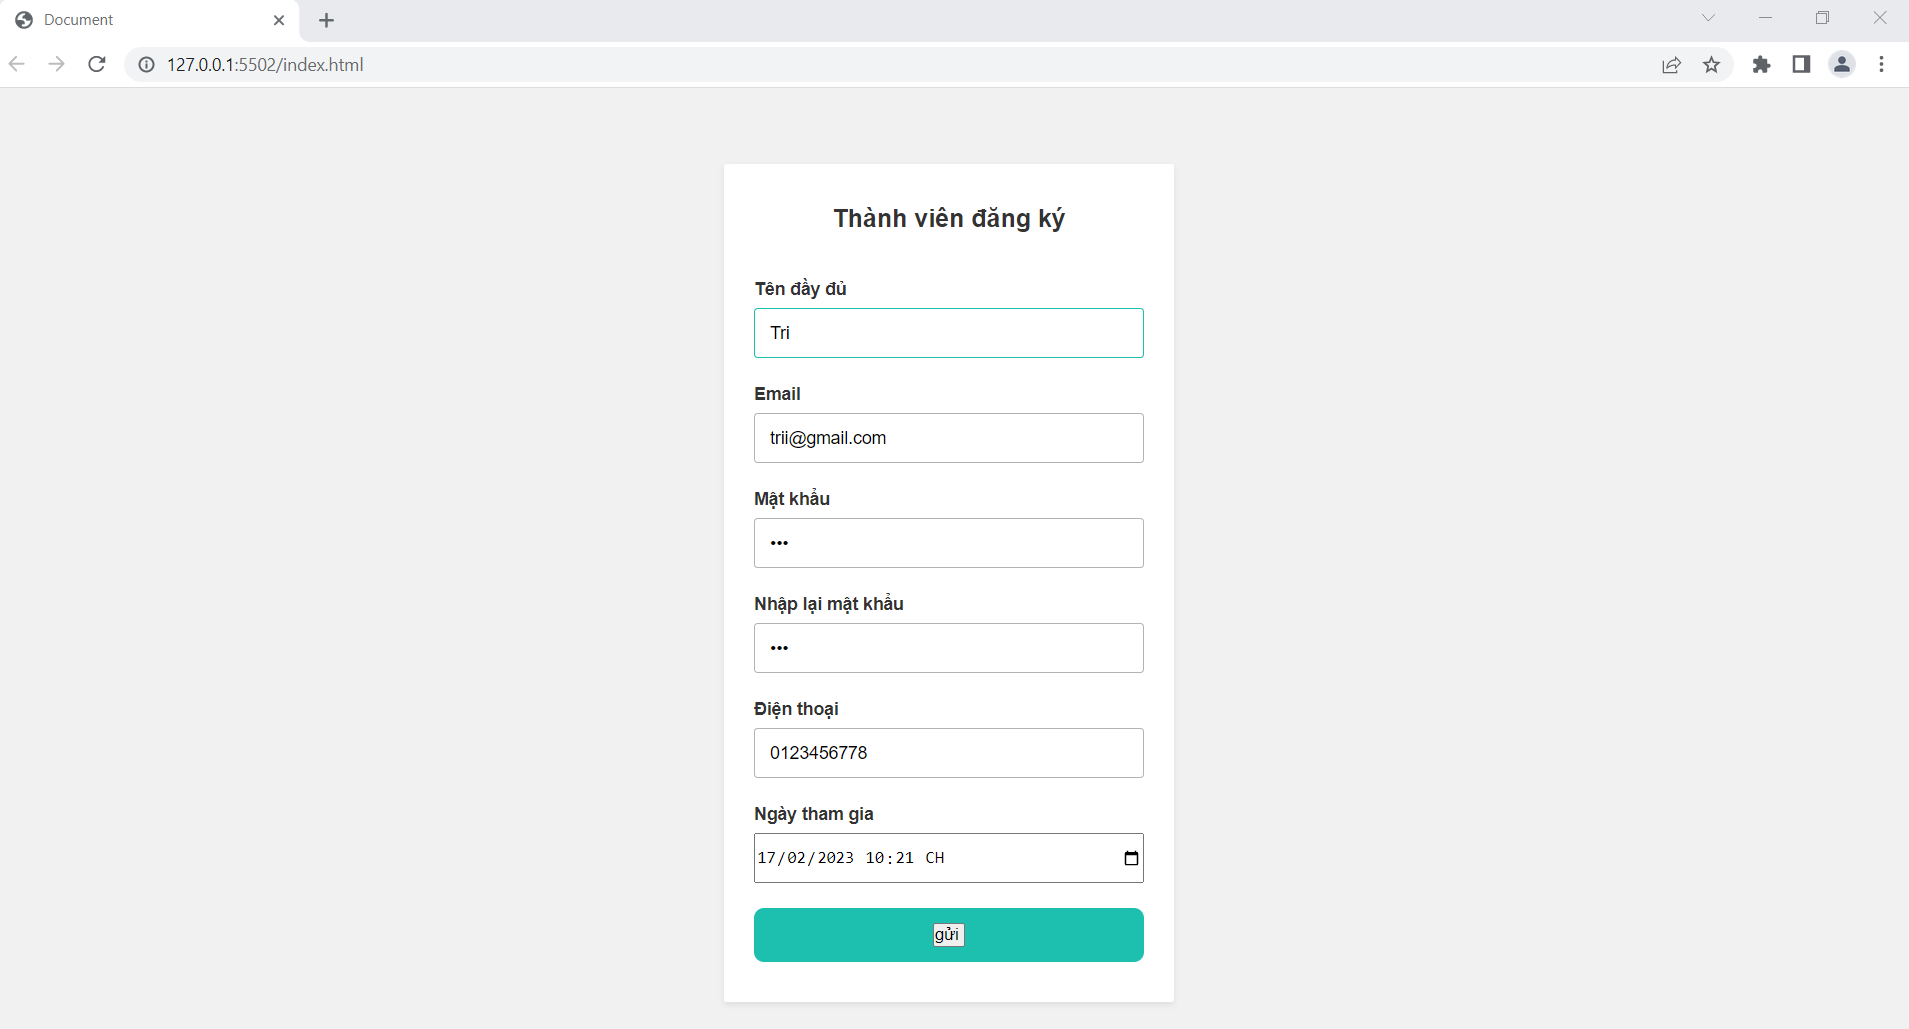 Document
127.0.0.1:5502/index.html
Thành viên đăng ký
Tên đầy đủ
Tri
Email
trii@gmail.com
Mật khẩu
•••
Nhập lại mật khẩu
•••
Điện thoại
0123456778
Ngày tham gia
17/02/2023 10:21 CH
gửi